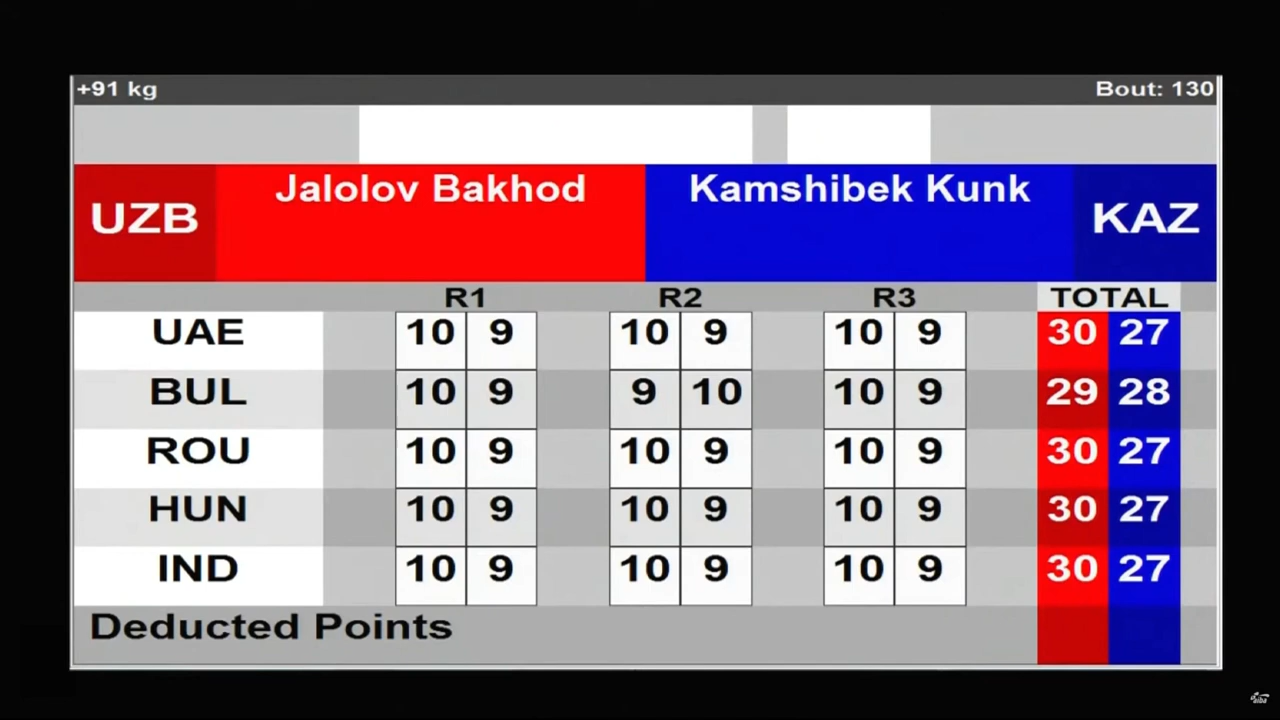 +91 kg Bout: 130
UZB Jalolov Bakhod Kamshibek Kunk KAZ
R1 R2 R3 TOTAL
UAE 10 9 10 9 10 9 30 27
BUL 10 9 9 10 10 9 29 28
ROU 10 9 10 9 10 9 30 27
HUN 10 9 10 9 10 9 30 27
IND 10 9 10 9 10 9 30 27
Deducted Points
aiba